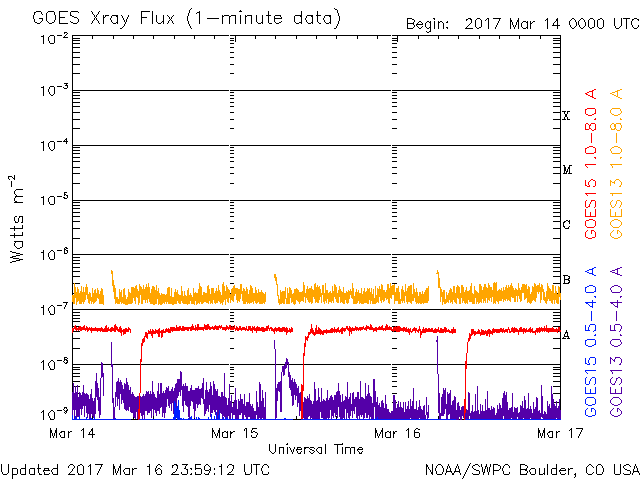 GOES Xray Flux (1-minute data)
Begin: 2017 Mar 14 0000 UTC
10⁻²
10⁻³
10⁻⁴
10⁻⁵
10⁻⁶
10⁻⁷
10⁻⁸
10⁻⁹
Watts m⁻²
X
M
C
B
A
GOES15 1.0-8.0 A
GOES13 1.0-8.0 A
GOES15 0.5-4.0 A
GOES13 0.5-4.0 A
Mar 14
Mar 15
Mar 16
Mar 17
Universal Time
Updated 2017 Mar 16 23:59:12 UTC
NOAA/SWPC Boulder, CO USA